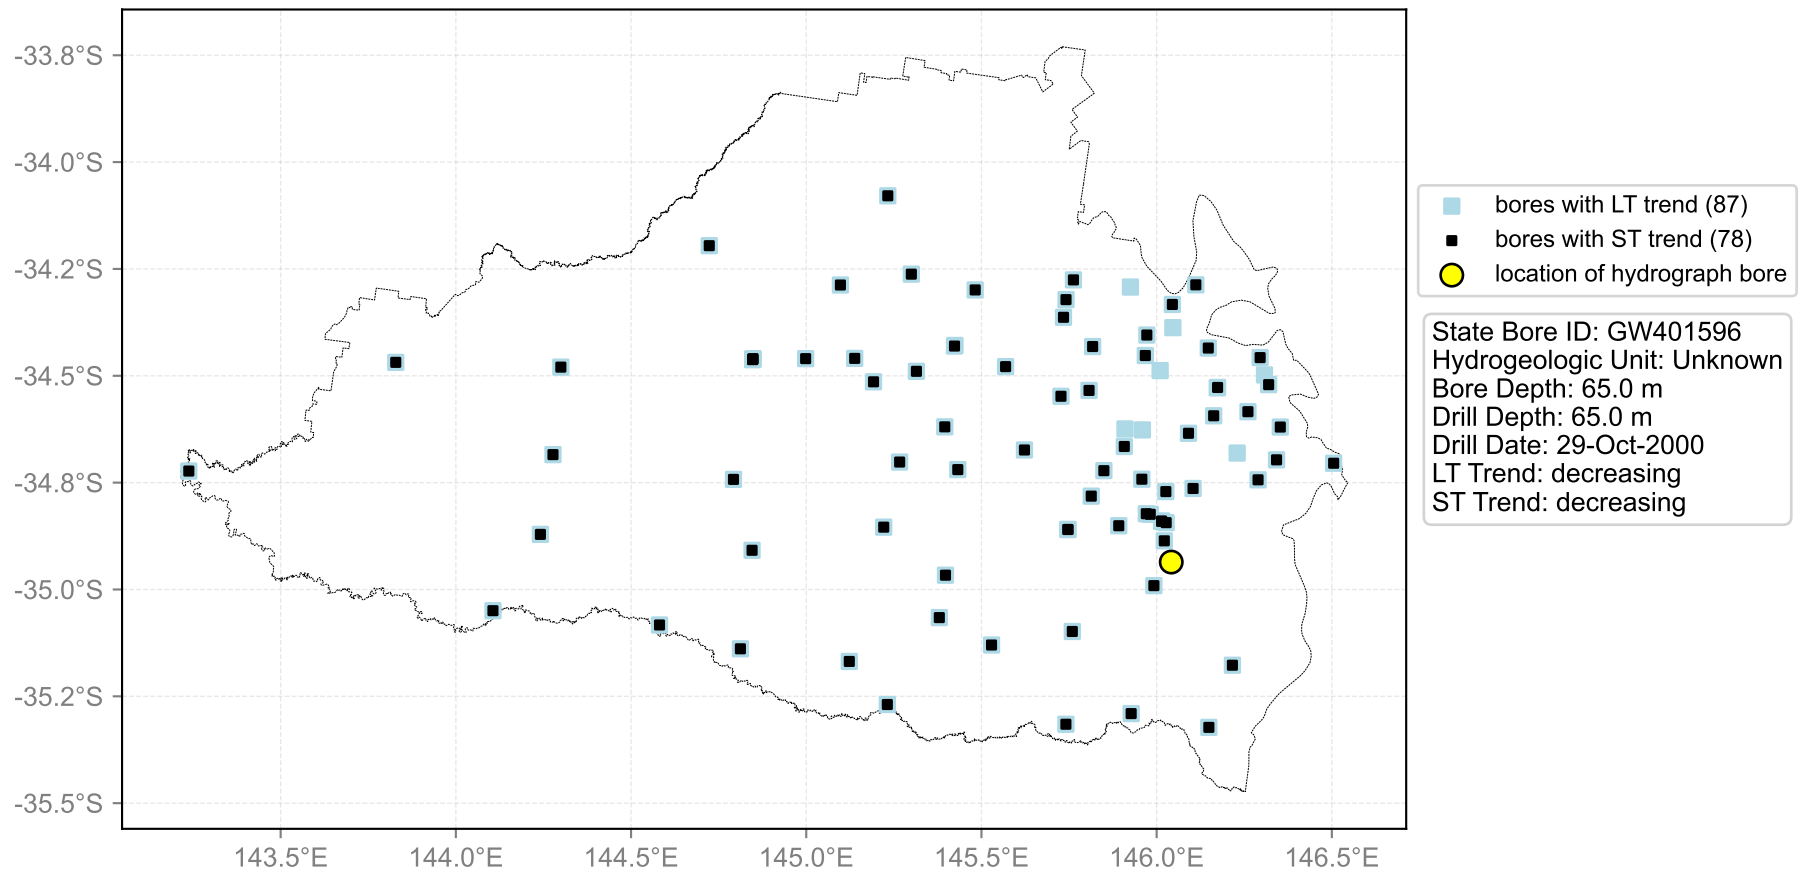 -33.8°S
-34.0°S
-34.2°S
-34.5°S
-34.8°S
-35.0°S
-35.2°S
-35.5°S
143.5°E
144.0°E
144.5°E
145.0°E
145.5°E
146.0°E
146.5°E
bores with LT trend (87)
bores with ST trend (78)
location of hydrograph bore
State Bore ID: GW401596
Hydrogeologic Unit: Unknown
Bore Depth: 65.0 m
Drill Depth: 65.0 m
Drill Date: 29-Oct-2000
LT Trend: decreasing
ST Trend: decreasing